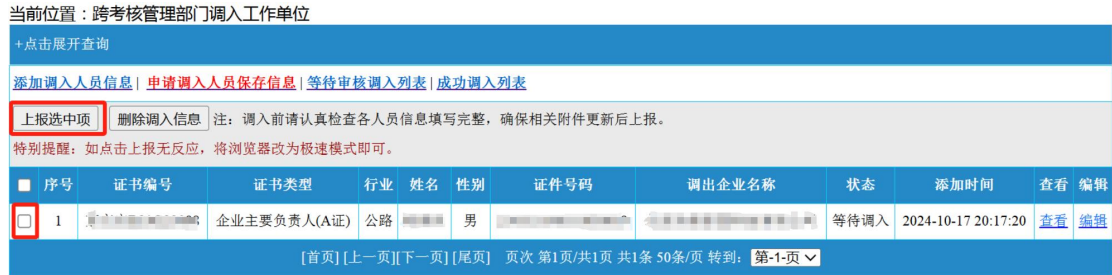 当前位置：跨考核管理部门调入工作单位
+点击展开查询
添加调入人员信息| 申请调入人员保存信息|等待审核调入列表|成功调入列表
上报选中项 删除调入信息 注：调入前请认真检查各人员信息填写完整，确保相关附件更新后上报。
特别提醒：如点击上报无反应，将浏览器改为极速模式即可。
序号 证书编号 证书类型 行业 姓名 性别 证件号码 调出企业名称 状态 添加时间 查看 编辑
1 企业主要负责人(A证) 公路 男 等待调入 2024-10-17 20:17:20 查看 编辑
[首页] [上一页][下一页] [尾页] 页次 第1页/共1页 共1条 50条/页 转到: 第-1-页